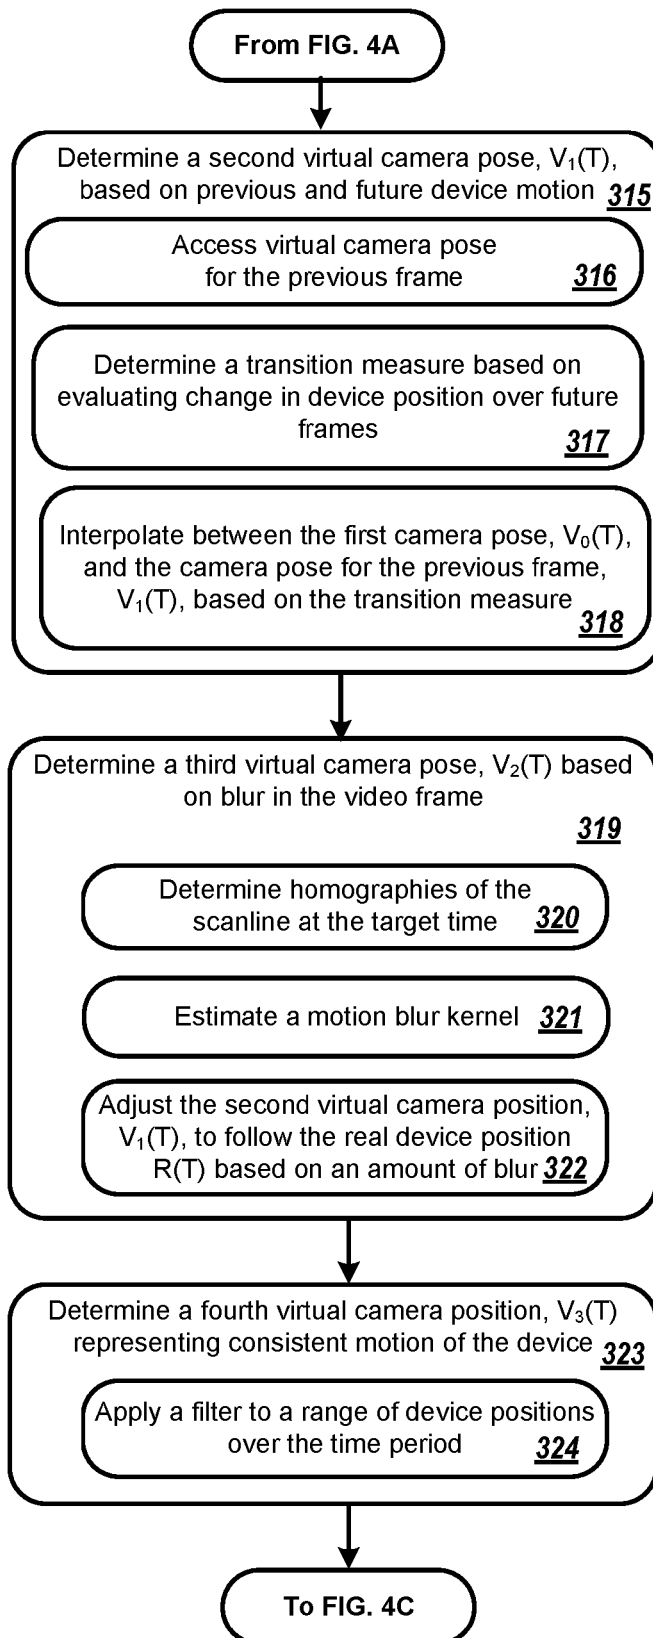 From FIG. 4A
Determine a second virtual camera pose, V₁(T),
based on previous and future device motion 315
Access virtual camera pose
for the previous frame 316
Determine a transition measure based on
evaluating change in device position over future
frames 317
Interpolate between the first camera pose, V₀(T),
and the camera pose for the previous frame,
V₁(T), based on the transition measure 318
Determine a third virtual camera pose, V₂(T) based
on blur in the video frame
319
Determine homographies of the
scanline at the target time 320
Estimate a motion blur kernel 321
Adjust the second virtual camera position,
V₁(T), to follow the real device position
R(T) based on an amount of blur 322
Determine a fourth virtual camera position, V₃(T)
representing consistent motion of the device 323
Apply a filter to a range of device positions
over the time period 324
To FIG. 4C